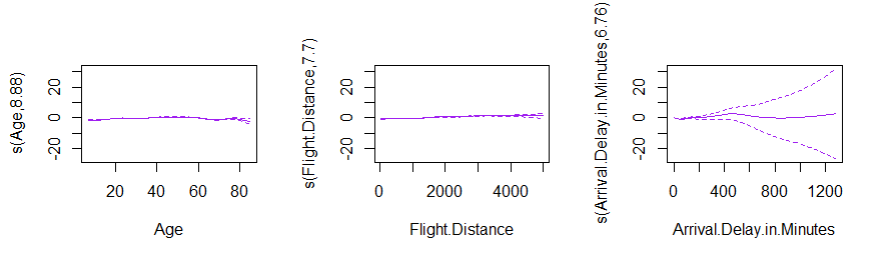 s(Age,8.88)
20
0
-20
20 40 60 80
Age
s(Flight.Distance,7.7)
20
0
-20
0 2000 4000
Flight.Distance
s(Arrival.Delay.in.Minutes,6.76)
20
0
-20
0 400 800 1200
Arrival.Delay.in.Minutes